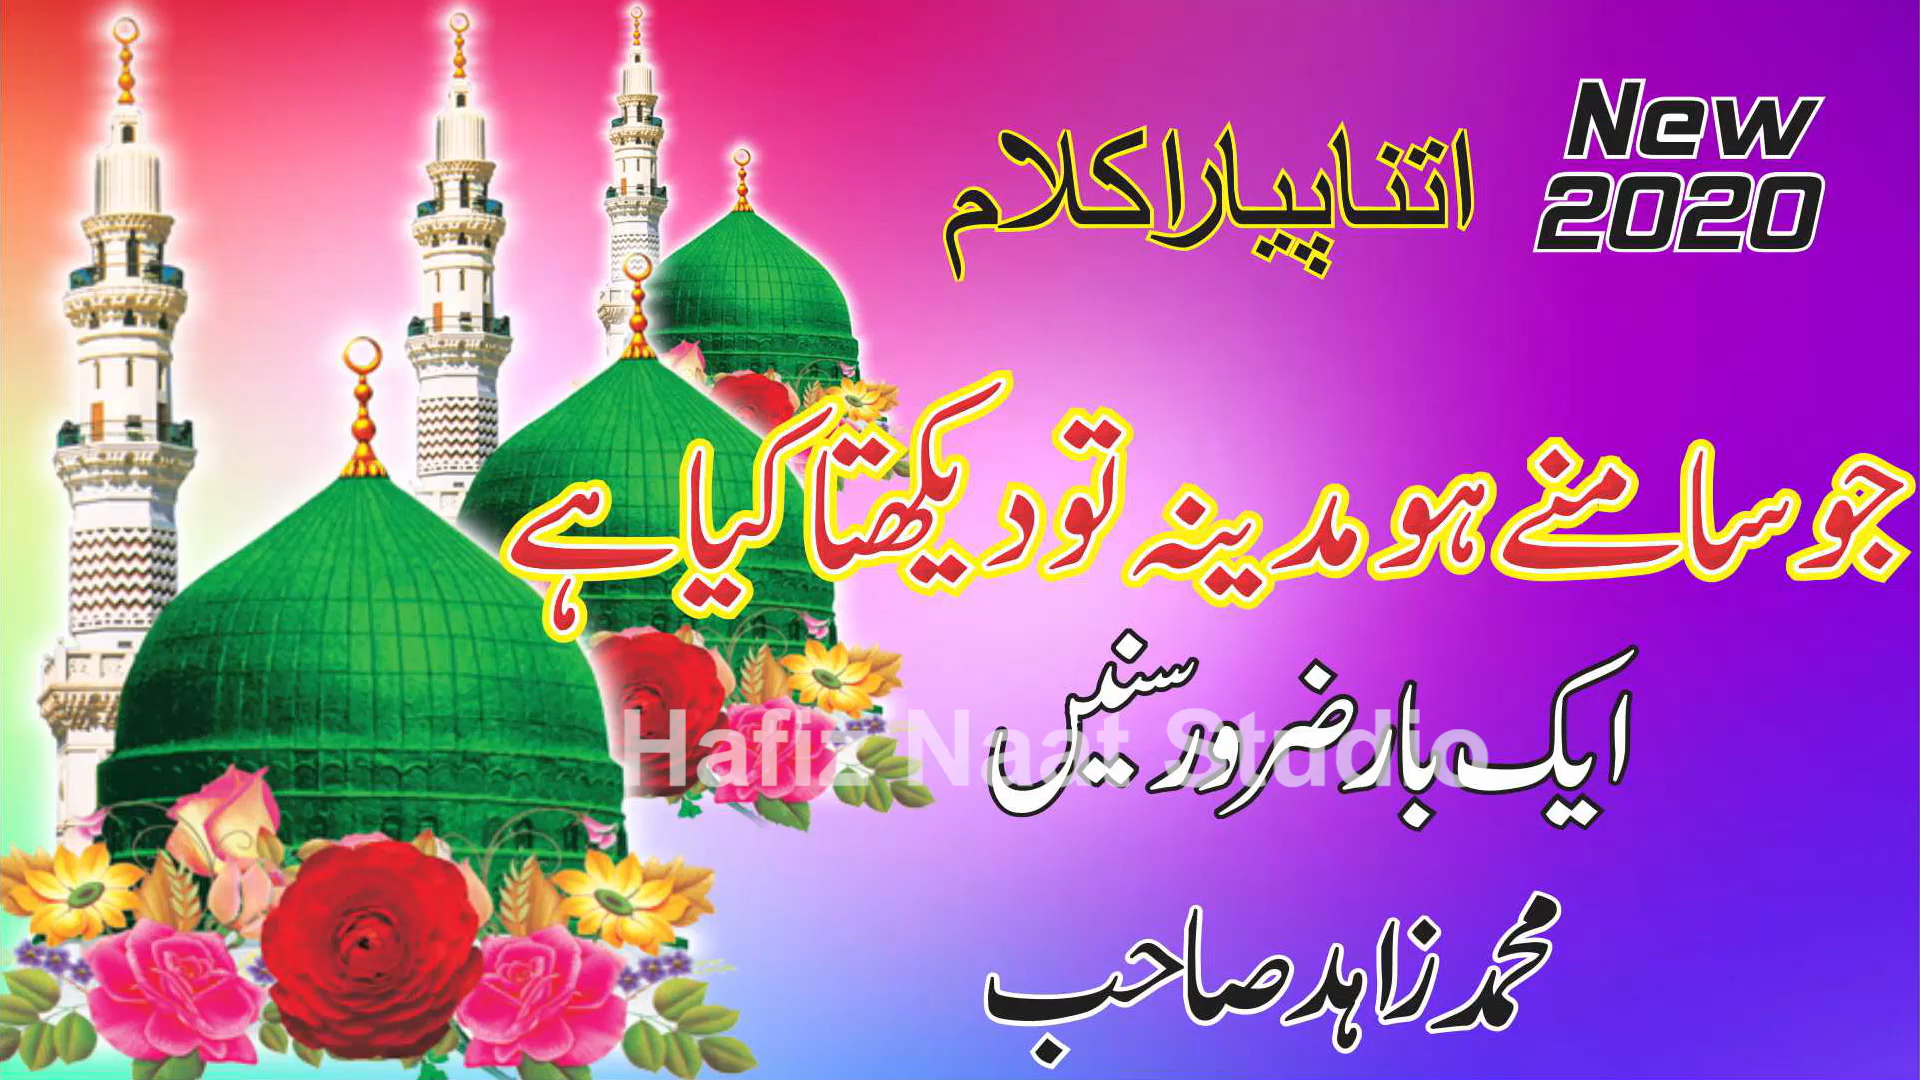 New
2020
اتنا پیارا کلام
جو سامنے ہو مدینہ تو دیکھتا کیا ہے
ایک بار ضرور سنیں
Hafiz Naat Studio
محمد زاہد صاحب